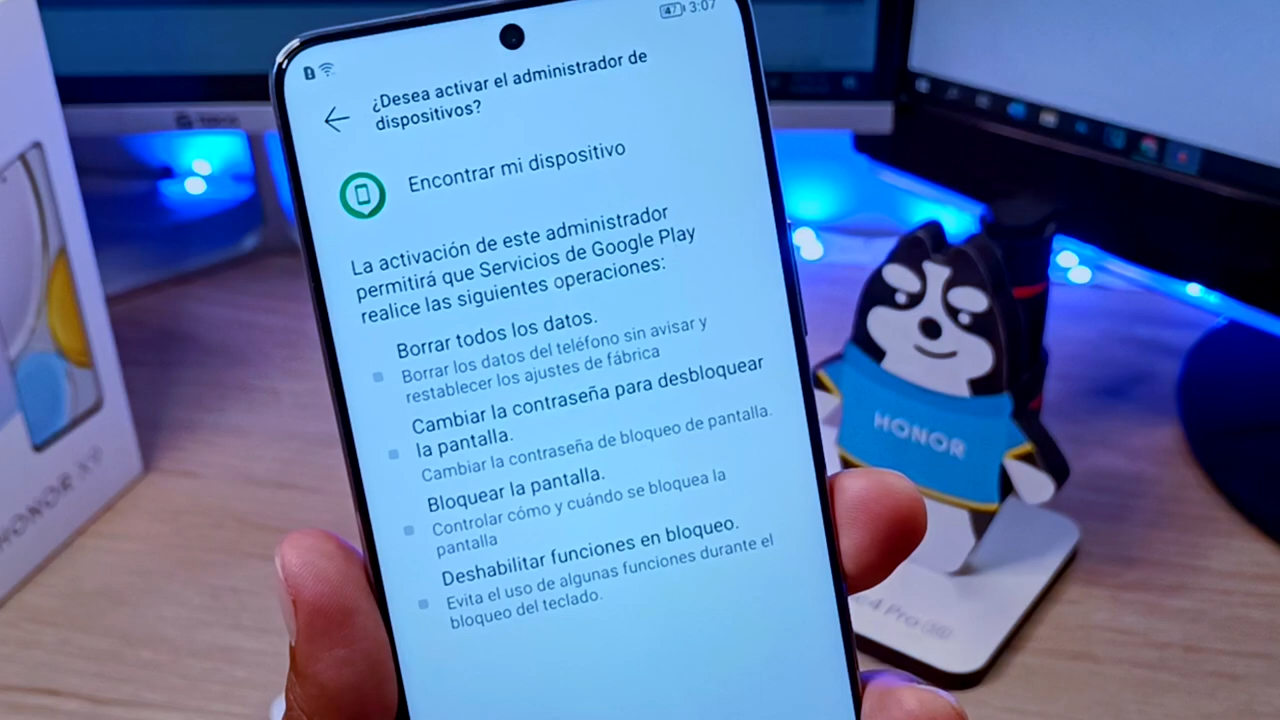 47 3:07
¿Desea activar el administrador de
dispositivos?
Encontrar mi dispositivo
La activación de este administrador
permitirá que Servicios de Google Play
realice las siguientes operaciones:
Borrar todos los datos.
Borrar los datos del teléfono sin avisar y
restablecer los ajustes de fábrica
Cambiar la contraseña para desbloquear
la pantalla.
Cambiar la contraseña de bloqueo de pantalla.
Bloquear la pantalla.
Controlar cómo y cuándo se bloquea la
pantalla
Deshabilitar funciones en bloqueo.
Evita el uso de algunas funciones durante el
bloqueo del teclado.
HONOR
HONOR
Pro